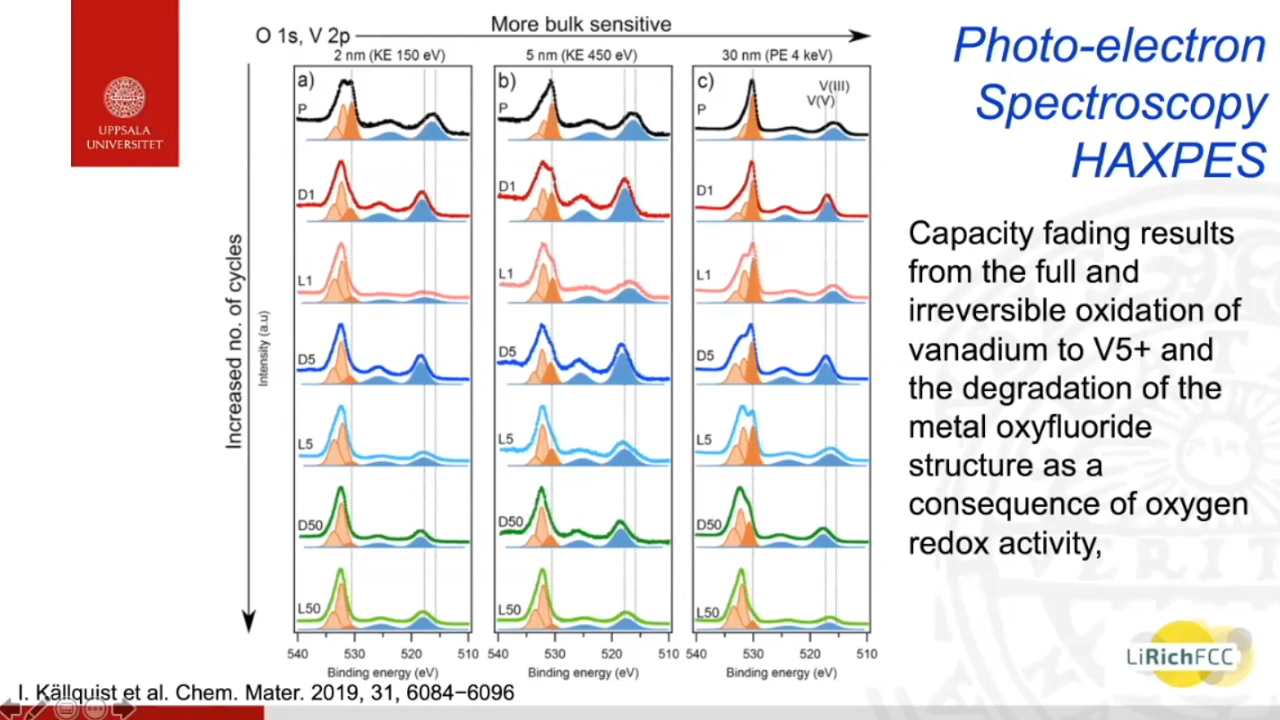 UPPSALA
UNIVERSITET
More bulk sensitive
O 1s, V 2p
2 nm (KE 150 eV)
5 nm (KE 450 eV)
30 nm (PE 4 keV)
a)
b)
c)
V(III)
V(V)
P
P
P
D1
D1
D1
L1
L1
L1
D5
D5
D5
L5
L5
L5
D50
D50
D50
L50
L50
L50
Increased no. of cycles
Intensity (a.u)
540 530 520 510
540 530 520 510
540 530 520 510
Binding energy (eV)
Binding energy (eV)
Binding energy (eV)
Photo-electron
Spectroscopy
HAXPES
Capacity fading results
from the full and
irreversible oxidation of
vanadium to V5+ and
the degradation of the
metal oxyfluoride
structure as a
consequence of oxygen
redox activity,
LiRichFCC
I. Källquist et al. Chem. Mater. 2019, 31, 6084−6096